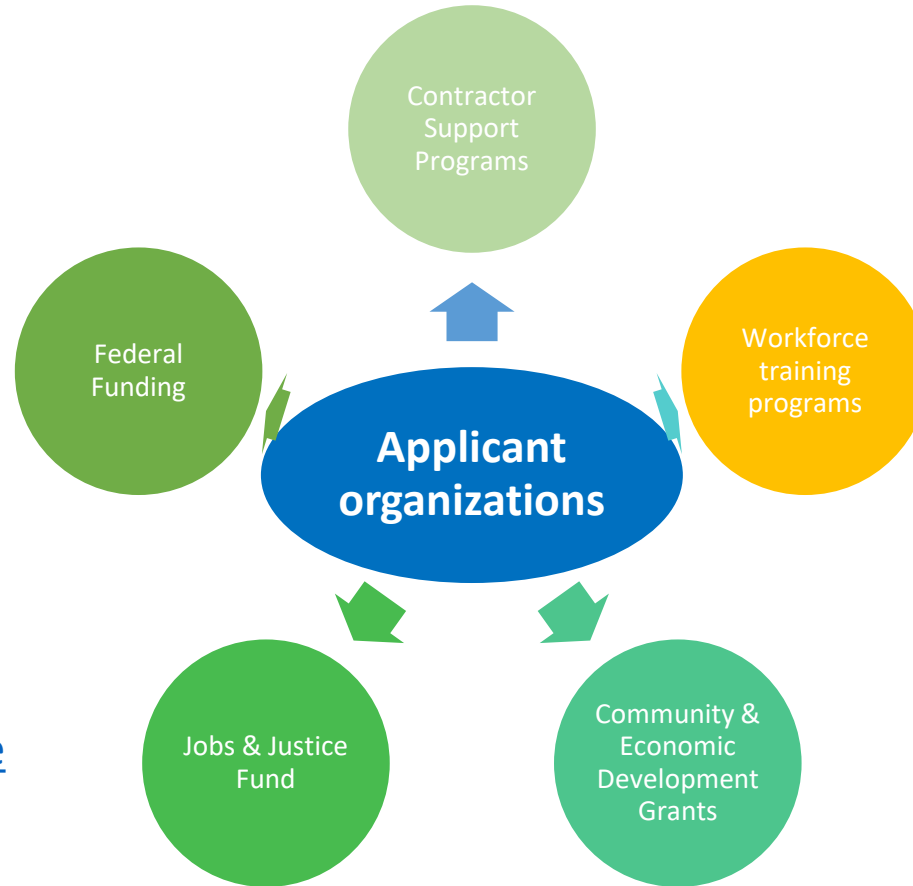 Contractor
Support
Programs
Federal
Funding
Workforce
training
programs
Applicant
organizations
e
Jobs & Justice
Fund
Community &
Economic
Development
Grants